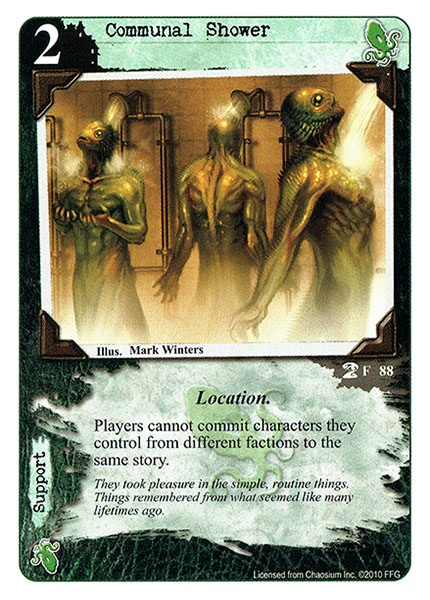 2
Communal Shower
Illus. Mark Winters
F 88
Location.
Players cannot commit characters they
control from different factions to the
same story.
They took pleasure in the simple, routine things.
Things remembered from what seemed like many
lifetimes ago.
Support
Licensed from Chaosium Inc. ©2010 FFG